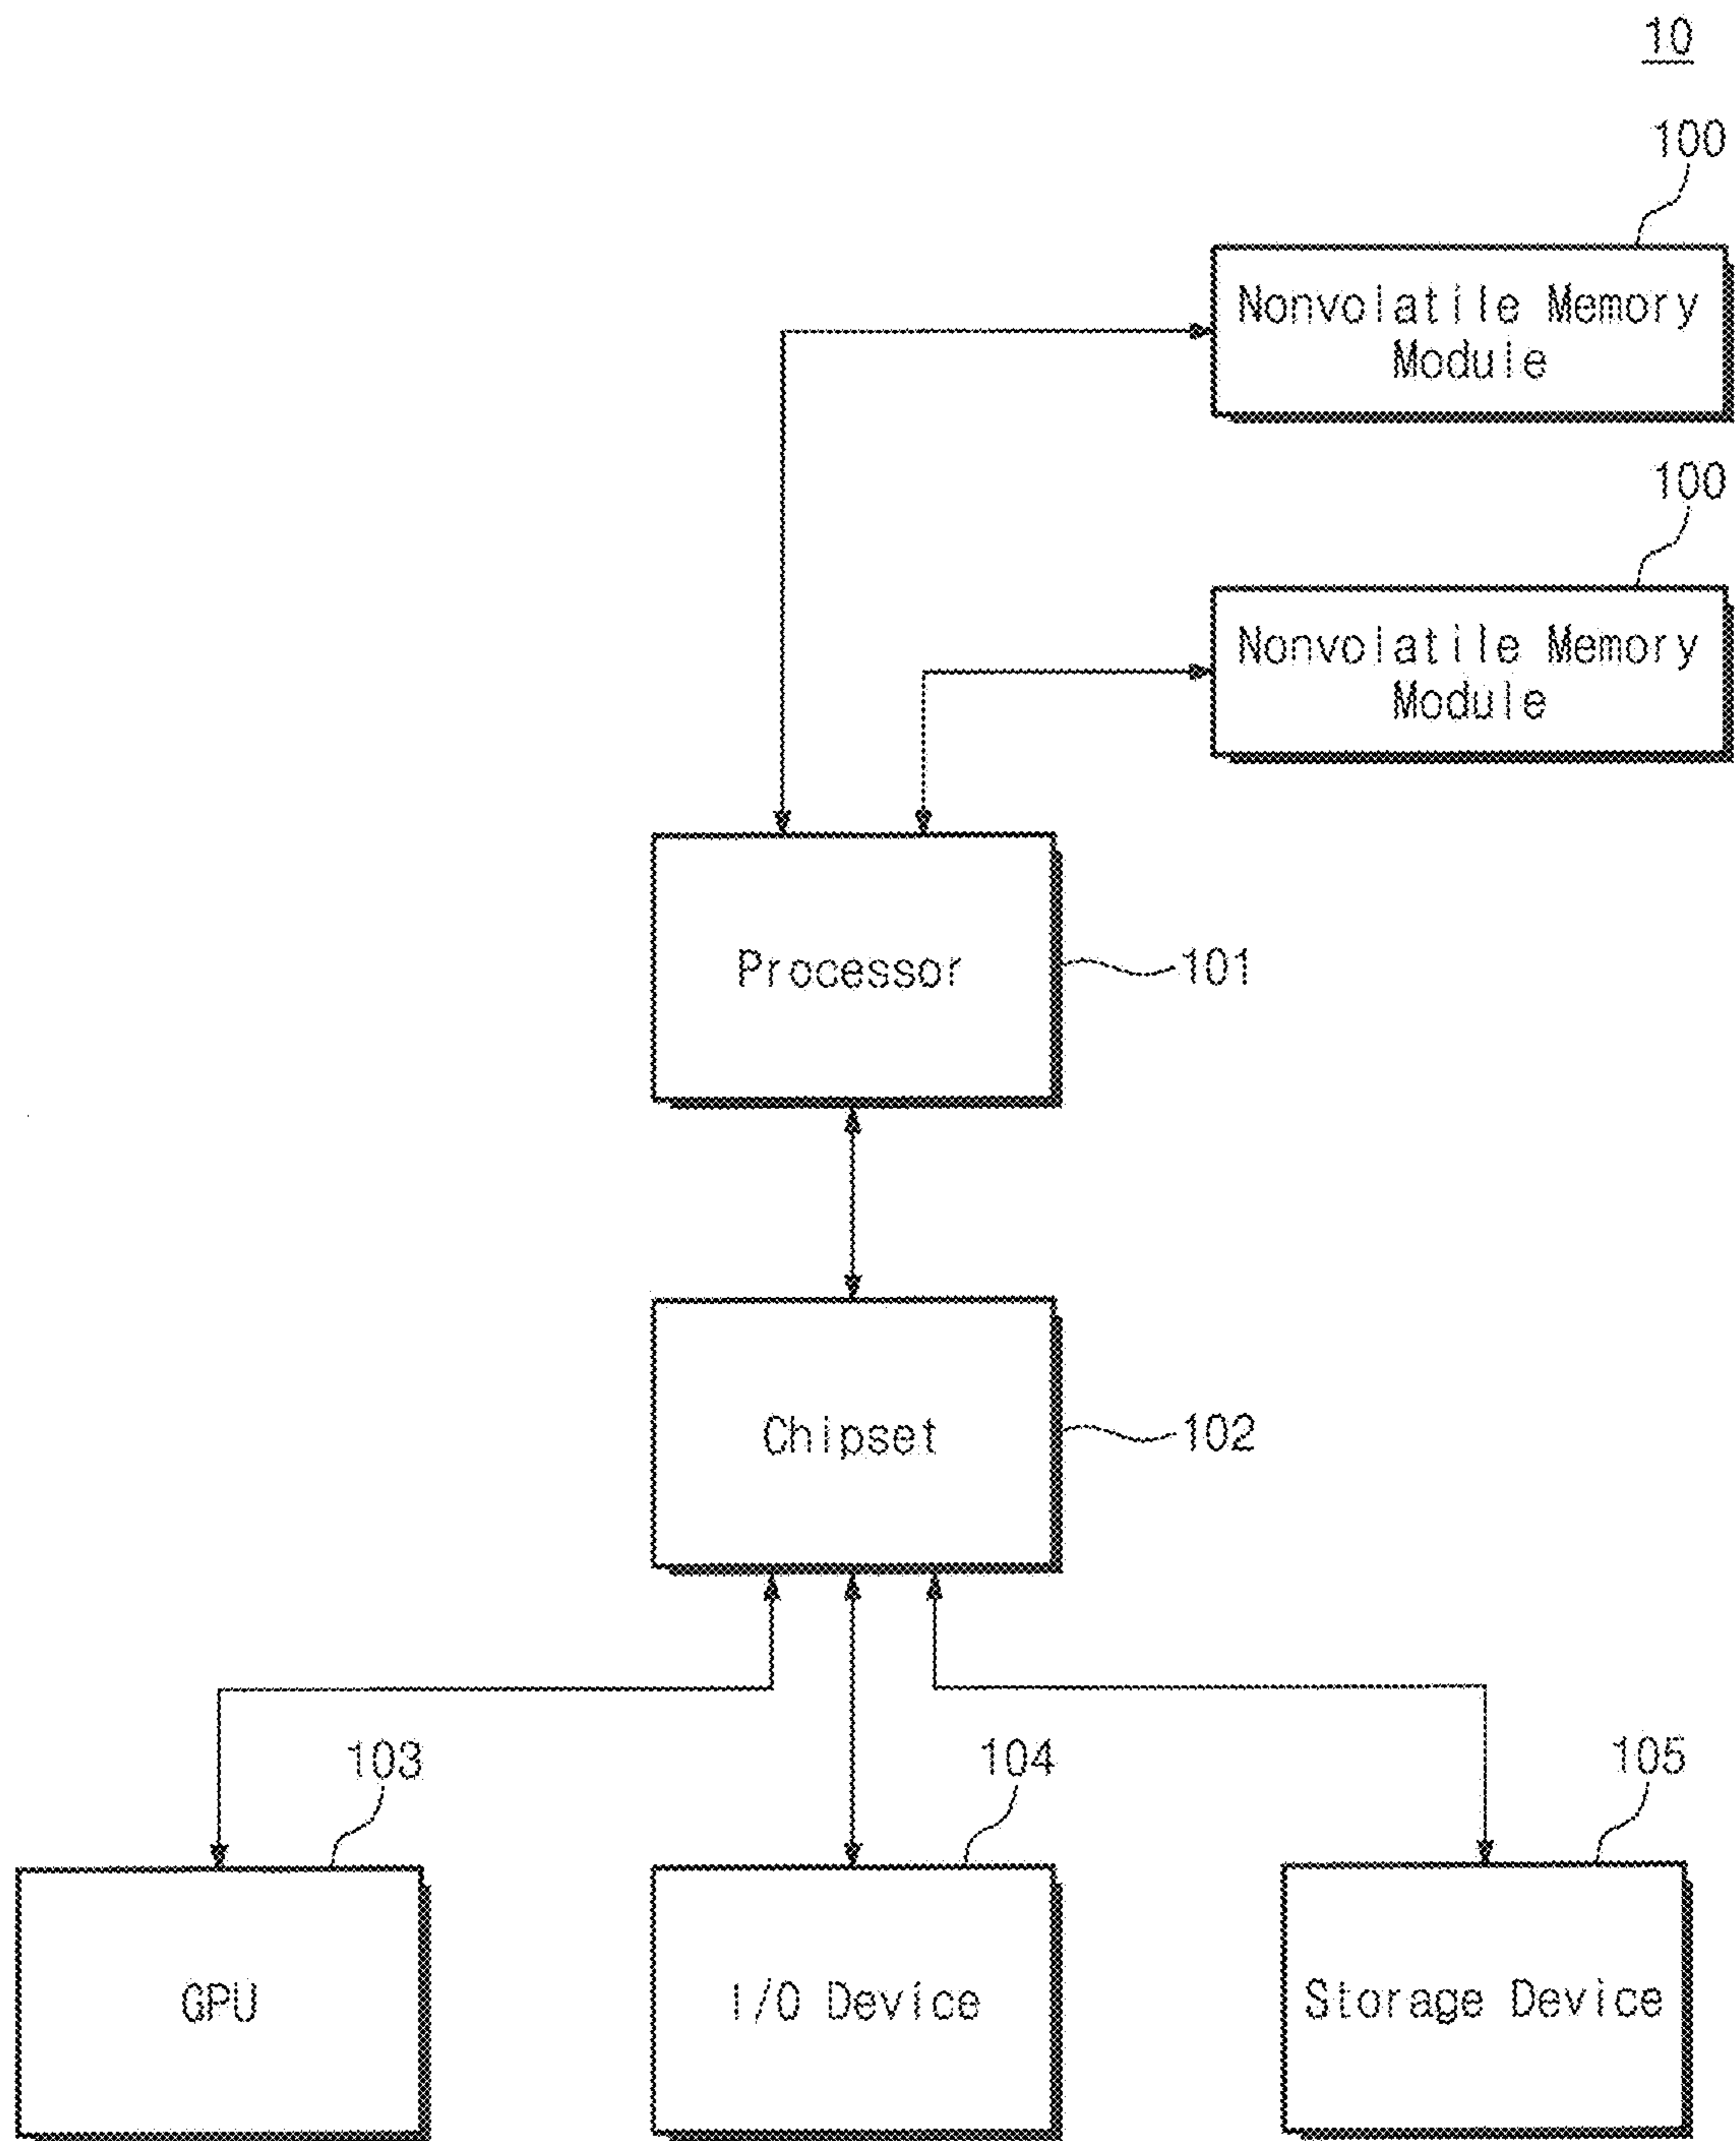 10
100
Nonvolatile Memory
Module
100
Nonvolatile Memory
Module
Processor
101
Chipset
102
103
104
105
GPU
I/O Device
Storage Device